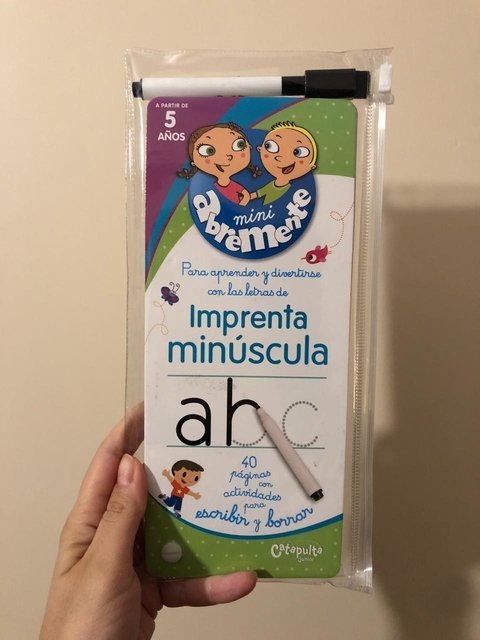 A PARTIR DE
5
AÑOS
mini
abremente
Para aprender y divertirse
con las letras de
Imprenta
minúscula
abc
40
páginas
con
actividades
para
escribir y borrar
Catapulta
junior